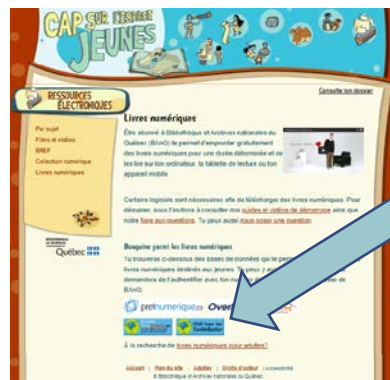 CAP SUR L'ESPACE
JEUNES
RESSOURCES
ÉLECTRONIQUES
Consulte ton dossier
Par sujet
Films et vidéos
BREF
Collection numérique
Livres numériques
Québec
Livres numériques
Être abonné à Bibliothèque et Archives nationales du
Québec (BAnQ) te permet d'emprunter gratuitement
des livres numériques pour une durée déterminée et de
les lire sur ton ordinateur, ta tablette de lecture ou ton
appareil mobile.
Certains logiciels sont nécessaires afin de télécharger des livres numériques. Pour
démarrer, nous t'invitons à consulter nos guides et vidéos de démarrage ainsi que
notre foire aux questions. Tu peux aussi nous poser une question.
Bouquine parmi les livres numériques
Tu trouveras ci-dessous des bases de données qui te
livres numériques destinés aux jeunes. Tu peux y
demandera de t'authentifier avec ton
BAnQ.
pretnumerique.ca
À la recherche de livres numériques pour adultes?
Accueil | Plan du site | Adultes | Droits d'auteur | Accessibilité
© Bibliothèque et Archives nationales du Québec